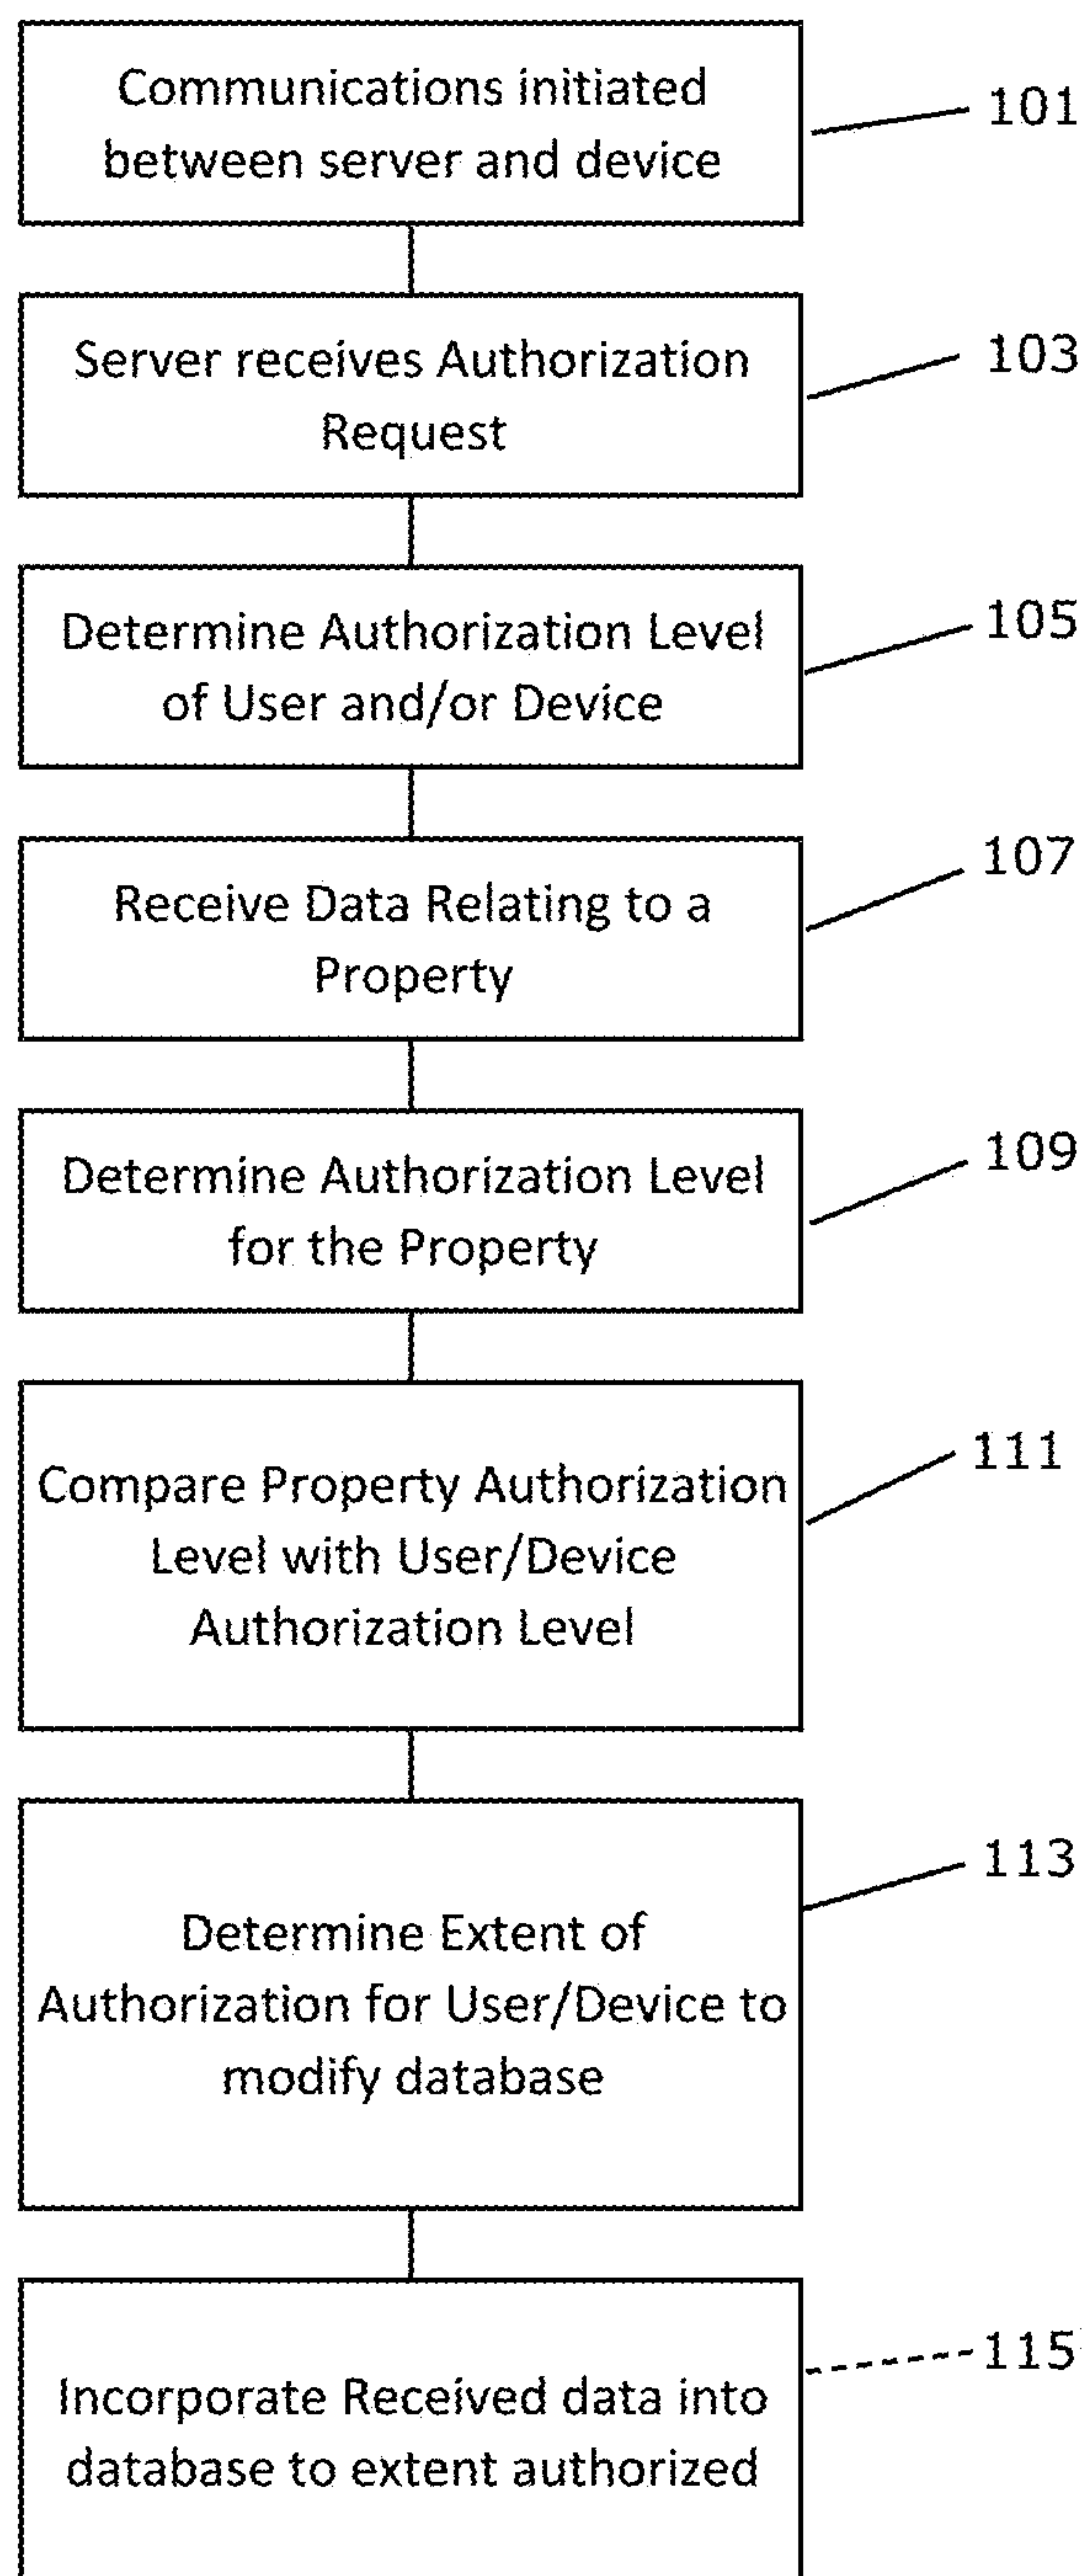 Communications initiated
between server and device
101
Server receives Authorization
Request
103
Determine Authorization Level
of User and/or Device
105
Receive Data Relating to a
Property
107
Determine Authorization Level
for the Property
109
Compare Property Authorization
Level with User/Device
Authorization Level
111
Determine Extent of
Authorization for User/Device to
modify database
113
Incorporate Received data into
database to extent authorized
115